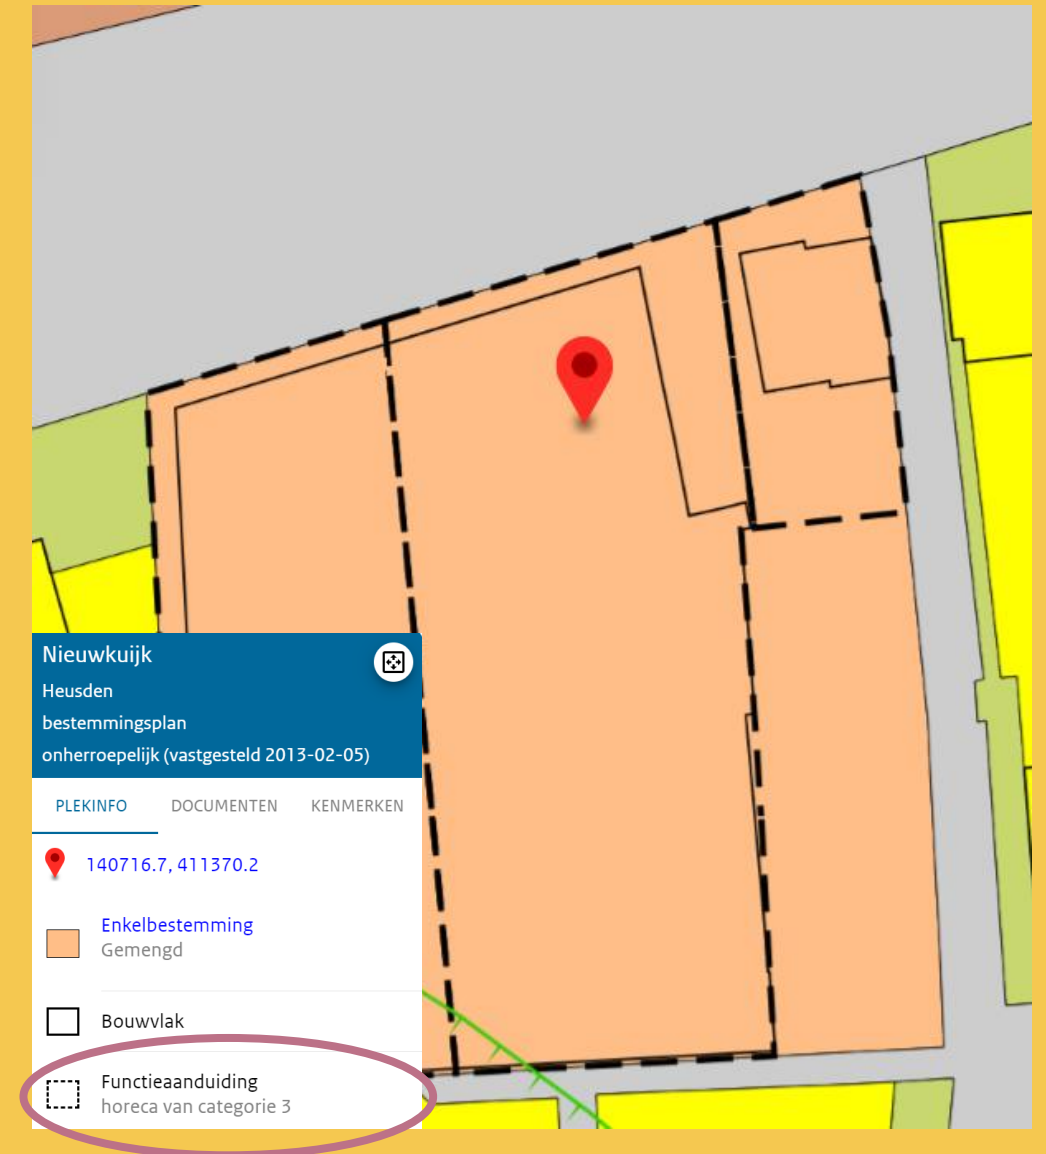 Nieuwkuijk
Heusden
bestemmingsplan
onherroepelijk (vastgesteld 2013-02-05)
PLEKINFO DOCUMENTEN KENMERKEN
140716.7, 411370.2
Enkelbestemming
Gemengd
Bouwvlak
Functieaanduiding
horeca van categorie 3